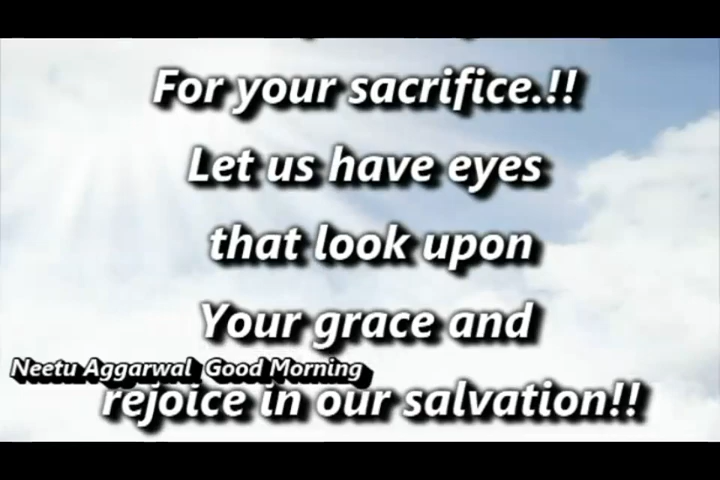 For your sacrifice.!!
Let us have eyes
that look upon
Your grace and
Neetu Aggarwal  Good Morning
rejoice in our salvation!!